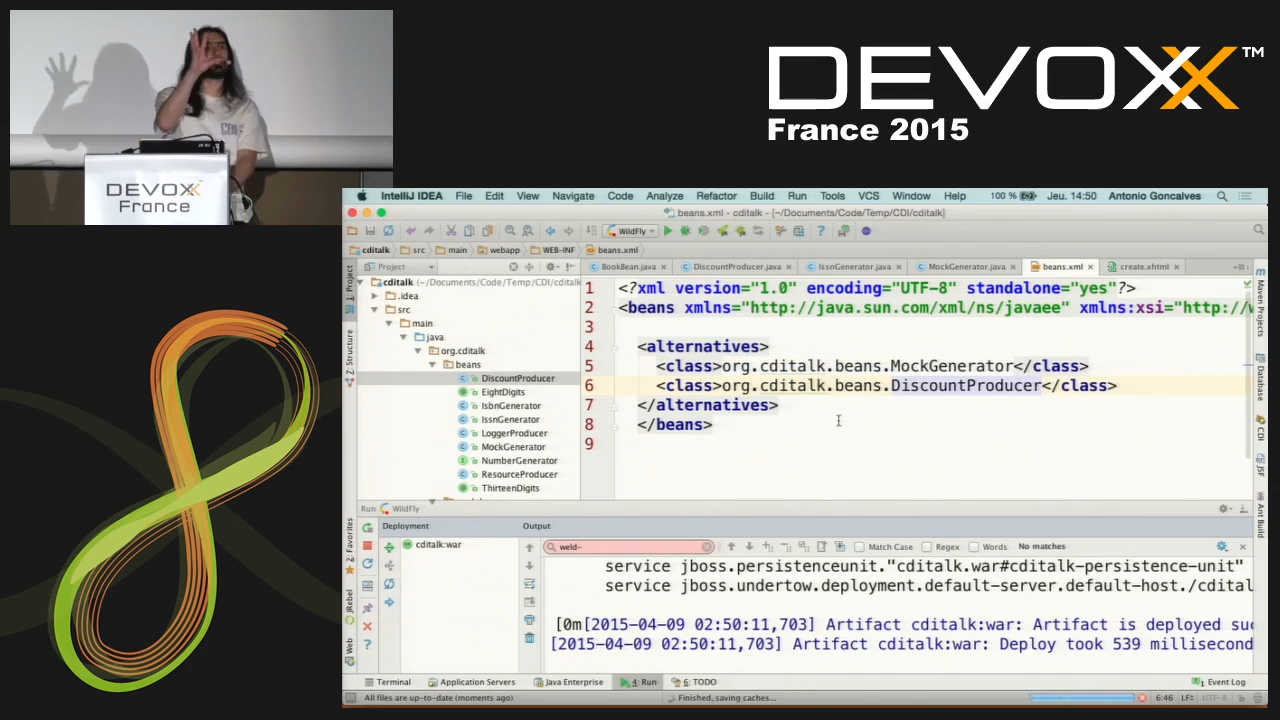 DEVOXX™
France 2015
CDI
DEVOXX
France
IntelliJ IDEA File Edit View Navigate Code Analyze Refactor Build Run Tools VCS Window Help 100 % Jeu. 14:50 Antonio Goncalves
beans.xml - cditalk - [~/Documents/Code/Temp/CDI/cditalk]
WildFly
cditalk src main webapp WEB-INF beans.xml
Project
BookBean.java DiscountProducer.java IssnGenerator.java MockGenerator.java beans.xml create.xhtml
cditalk (~/Documents/Code/Temp/CDI/cditalk
.idea
src
main
java
org.cditalk
beans
DiscountProducer
EightDigits
IsbnGenerator
IssnGenerator
LoggerProducer
MockGenerator
NumberGenerator
ResourceProducer
ThirteenDigits
1 <?xml version="1.0" encoding="UTF-8" standalone="yes"?>
2 <beans xmlns="http://java.sun.com/xml/ns/javaee" xmlns:xsi="http://w
3
4 <alternatives>
5 <class>org.cditalk.beans.MockGenerator</class>
6 <class>org.cditalk.beans.DiscountProducer</class>
7 </alternatives>
8 </beans>
9
1: Project
7: Structure
2: Favorites
JRebel
Web
Maven Projects
Database
CDI
JSF
Ant Build
Run WildFly
Deployment Output
cditalk:war
weld- Match Case Regex Words No matches
service jboss.persistenceunit."cditalk.war#cditalk-persistence-unit"
service jboss.undertow.deployment.default-server.default-host./cdital
[0m[2015-04-09 02:50:11,703] Artifact cditalk:war: Artifact is deployed suc
[2015-04-09 02:50:11,703] Artifact cditalk:war: Deploy took 539 millisecond
Terminal Application Servers Java Enterprise 4: Run 6: TODO 1 Event Log
All files are up-to-date (moments ago) Finished, saving caches... 6:46 LF UTF-8